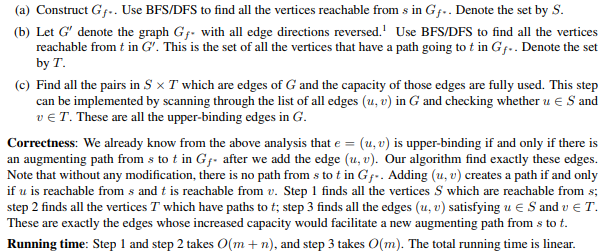 (a) Construct G_{f*}. Use BFS/DFS to find all the vertices reachable from s in G_{f*}. Denote the set by S.
(b) Let G′ denote the graph G_{f*} with all edge directions reversed.¹ Use BFS/DFS to find all the vertices
reachable from t in G′. This is the set of all the vertices that have a path going to t in G_{f*}. Denote the set
by T.
(c) Find all the pairs in S × T which are edges of G and the capacity of those edges are fully used. This step
can be implemented by scanning through the list of all edges (u, v) in G and checking whether u ∈ S and
v ∈ T. These are all the upper-binding edges in G.
Correctness: We already know from the above analysis that e = (u, v) is upper-binding if and only if there is
an augmenting path from s to t in G_{f*} after we add the edge (u, v). Our algorithm find exactly these edges.
Note that without any modification, there is no path from s to t in G_{f*}. Adding (u, v) creates a path if and only
if u is reachable from s and t is reachable from v. Step 1 finds all the vertices S which are reachable from s;
step 2 finds all the vertices T which have paths to t; step 3 finds all the edges (u, v) satisfying u ∈ S and v ∈ T.
These are exactly the edges whose increased capacity would facilitate a new augmenting path from s to t.
Running time: Step 1 and step 2 takes O(m + n), and step 3 takes O(m). The total running time is linear.